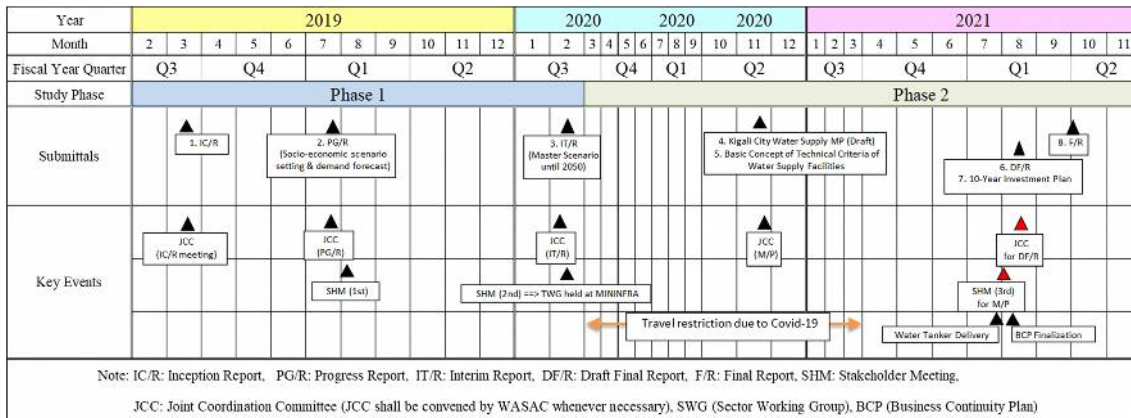 Year 2019 2020 2020 2021
Month 2 3 4 5 6 7 8 9 10 11 12 1 2 3 4 5 6 7 8 9 10 11 12 1 2 3 4 5 6 7 8 9 10 11
Fiscal Year Quarter Q3 Q4 Q1 Q2 Q3 Q4 Q1 Q2 Q3 Q4 Q1 Q2
Study Phase Phase 1 Phase 2
Submittals
1. IC/R
2. PG/R
(Socio-economic scenario
setting & demand forecast)
3. IT/R
(Master Scenario
until 2050)
4. Kigali City Water Supply MP (Draft)
5. Basic Concept of Technical Criteria of
Water Supply Facilities
6. DF/R
7. 10-Year Investment Plan
8. F/R
Key Events
JCC
(IC/R meeting)
JCC
(PG/R)
JCC
(IT/R)
JCC
(M/P)
JCC
for DF/R
SHM (1st)
SHM (2nd) ==> TWG held at MININFRA
SHM (3rd)
for M/P
Travel restriction due to Covid-19
Water Tanker Delivery
BCP Finalization
Note: IC/R: Inception Report, PG/R: Progress Report, IT/R: Interim Report, DF/R: Draft Final Report, F/R: Final Report, SHM: Stakeholder Meeting,
JCC: Joint Coordination Committee (JCC shall be convened by WASAC whenever necessary), SWG (Sector Working Group), BCP (Business Continuity Plan)